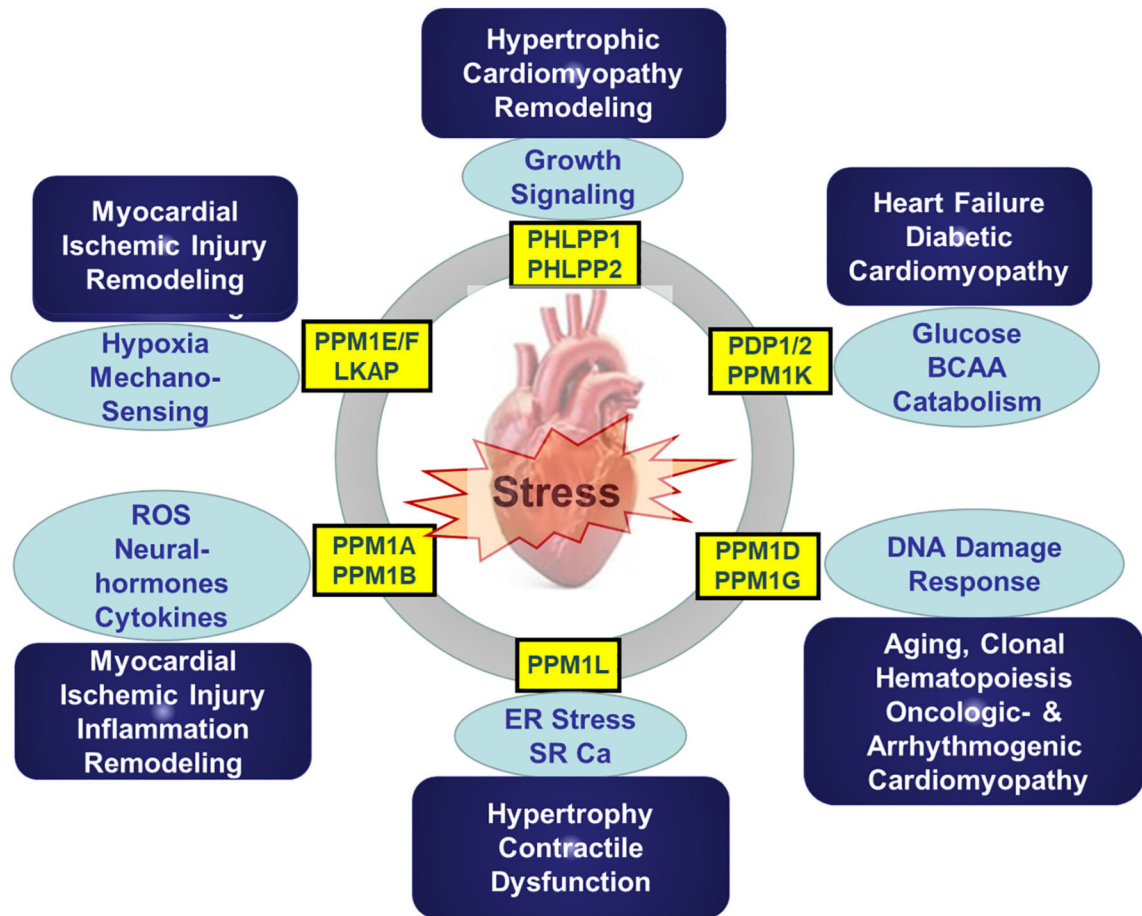 Hypertrophic
Cardiomyopathy
Remodeling
Growth
Signaling
PHLPP1
PHLPP2
Heart Failure
Diabetic
Cardiomyopathy
Glucose
BCAA
Catabolism
PDP1/2
PPM1K
DNA Damage
Response
PPM1D
PPM1G
Aging, Clonal
Hematopoiesis
Oncologic- &
Arrhythmogenic
Cardiomyopathy
PPM1L
ER Stress
SR Ca
Hypertrophy
Contractile
Dysfunction
PPM1A
PPM1B
ROS
Neural-
hormones
Cytokines
Myocardial
Ischemic Injury
Inflammation
Remodeling
Myocardial
Ischemic Injury
Remodeling
Hypoxia
Mechano-
Sensing
PPM1E/F
LKAP
Stress